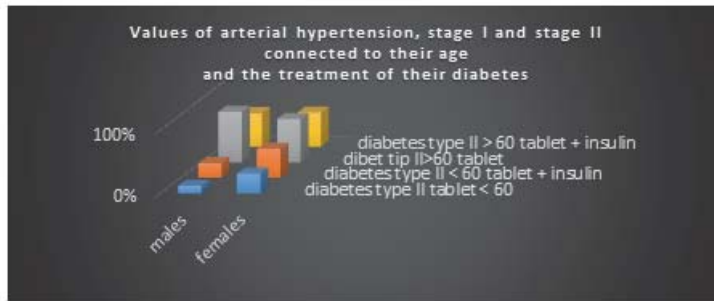 Values of arterial hypertension, stage I and stage II
connected to their age
and the treatment of their diabetes
100%
0%
males
females
diabetes type II > 60 tablet + insulin
dibet tip II>60 tablet
diabetes type II < 60 tablet + insulin
diabetes type II tablet < 60